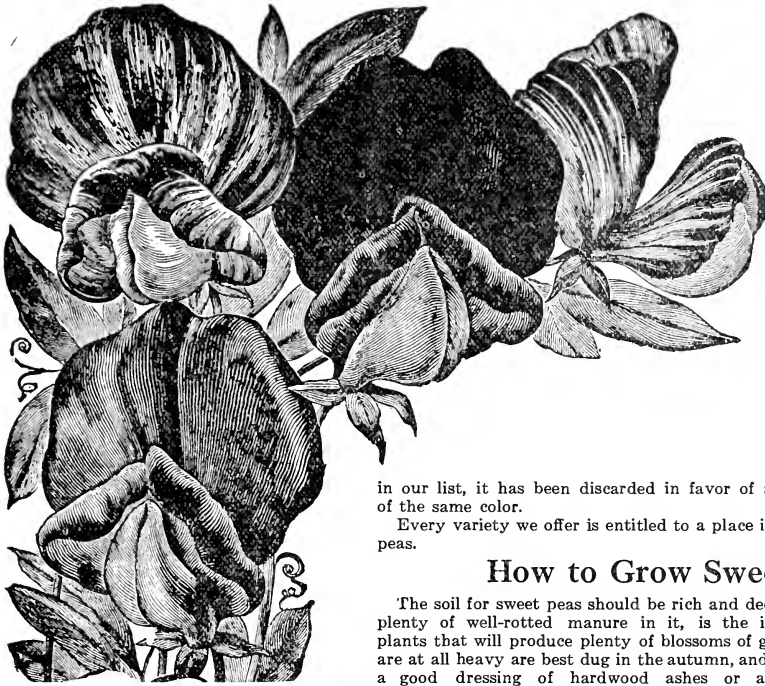 in our list, it has been discarded in favor of
of the same color.
Every variety we offer is entitled to a place
peas.
How to Grow
The soil for sweet peas should be rich and
plenty of well-rotted manure in it, is the
plants that will produce plenty of blossoms of
are at all heavy are best dug in the autumn, and
a good dressing of hardwood ashes or